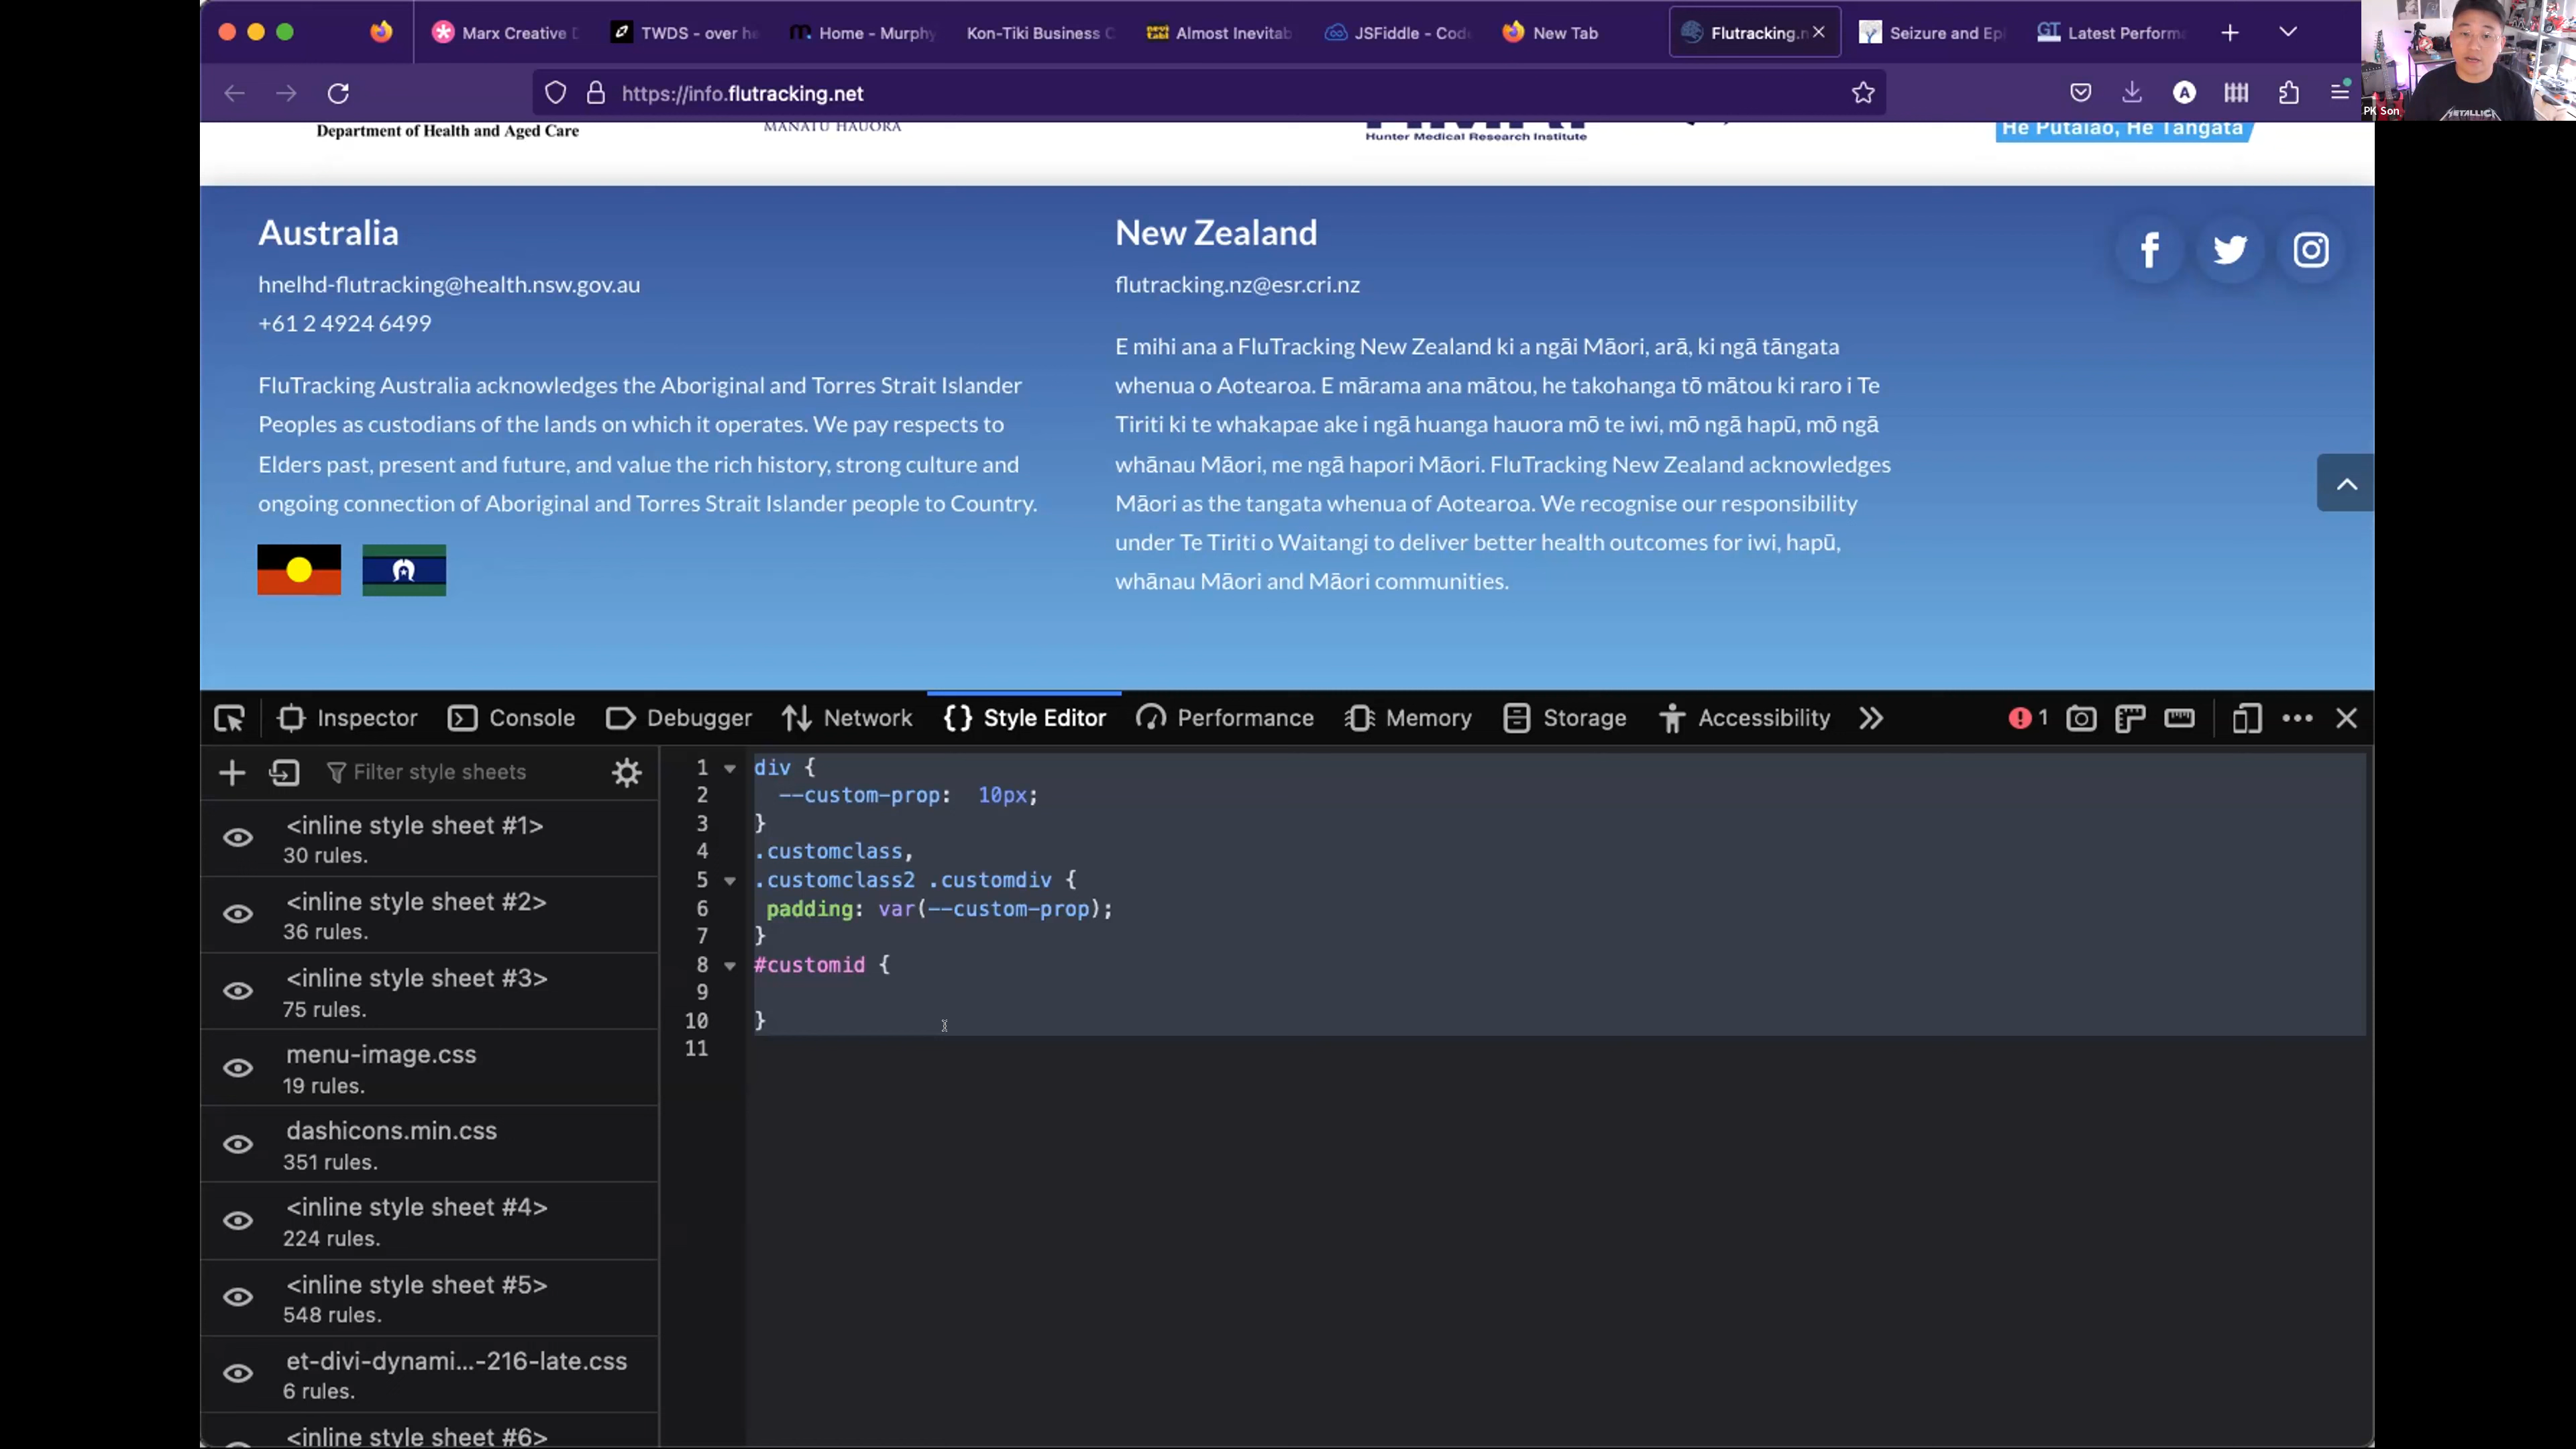 Marx Creative
TWDS - over he
Home - Murphy
Kon-Tiki Business
Almost Inevitab
JSFiddle - Code
New Tab
Flutracking.n
Seizure and Epi
GT Latest Performa
https://info.flutracking.net
PK Son
METALLICA
Department of Health and Aged Care
MANATŪ HAUORA
Hunter Medical Research Institute
He Pūtaiao, He Tāngata
Australia
hnelhd-flutracking@health.nsw.gov.au
+61 2 4924 6499
FluTracking Australia acknowledges the Aboriginal and Torres Strait Islander
Peoples as custodians of the lands on which it operates. We pay respects to
Elders past, present and future, and value the rich history, strong culture and
ongoing connection of Aboriginal and Torres Strait Islander people to Country.
New Zealand
flutracking.nz@esr.cri.nz
E mihi ana a FluTracking New Zealand ki a ngāi Māori, arā, ki ngā tāngata
whenua o Aotearoa. E mārama ana mātou, he takohanga tō mātou ki raro i Te
Tiriti ki te whakapae ake i ngā huanga hauora mō te iwi, mō ngā hapū, mō ngā
whānau Māori, me ngā hapori Māori. FluTracking New Zealand acknowledges
Māori as the tangata whenua of Aotearoa. We recognise our responsibility
under Te Tiriti o Waitangi to deliver better health outcomes for iwi, hapū,
whānau Māori and Māori communities.
Inspector Console Debugger Network {} Style Editor Performance Memory Storage Accessibility 1
Filter style sheets
<inline style sheet #1>
30 rules.
<inline style sheet #2>
36 rules.
<inline style sheet #3>
75 rules.
menu-image.css
19 rules.
dashicons.min.css
351 rules.
<inline style sheet #4>
224 rules.
<inline style sheet #5>
548 rules.
et-divi-dynami...-216-late.css
6 rules.
<inline style sheet #6>
1 div {
2 --custom-prop: 10px;
3 }
4 .customclass,
5 .customclass2 .customdiv {
6 padding: var(--custom-prop);
7 }
8 #customid {
9
10 }
11